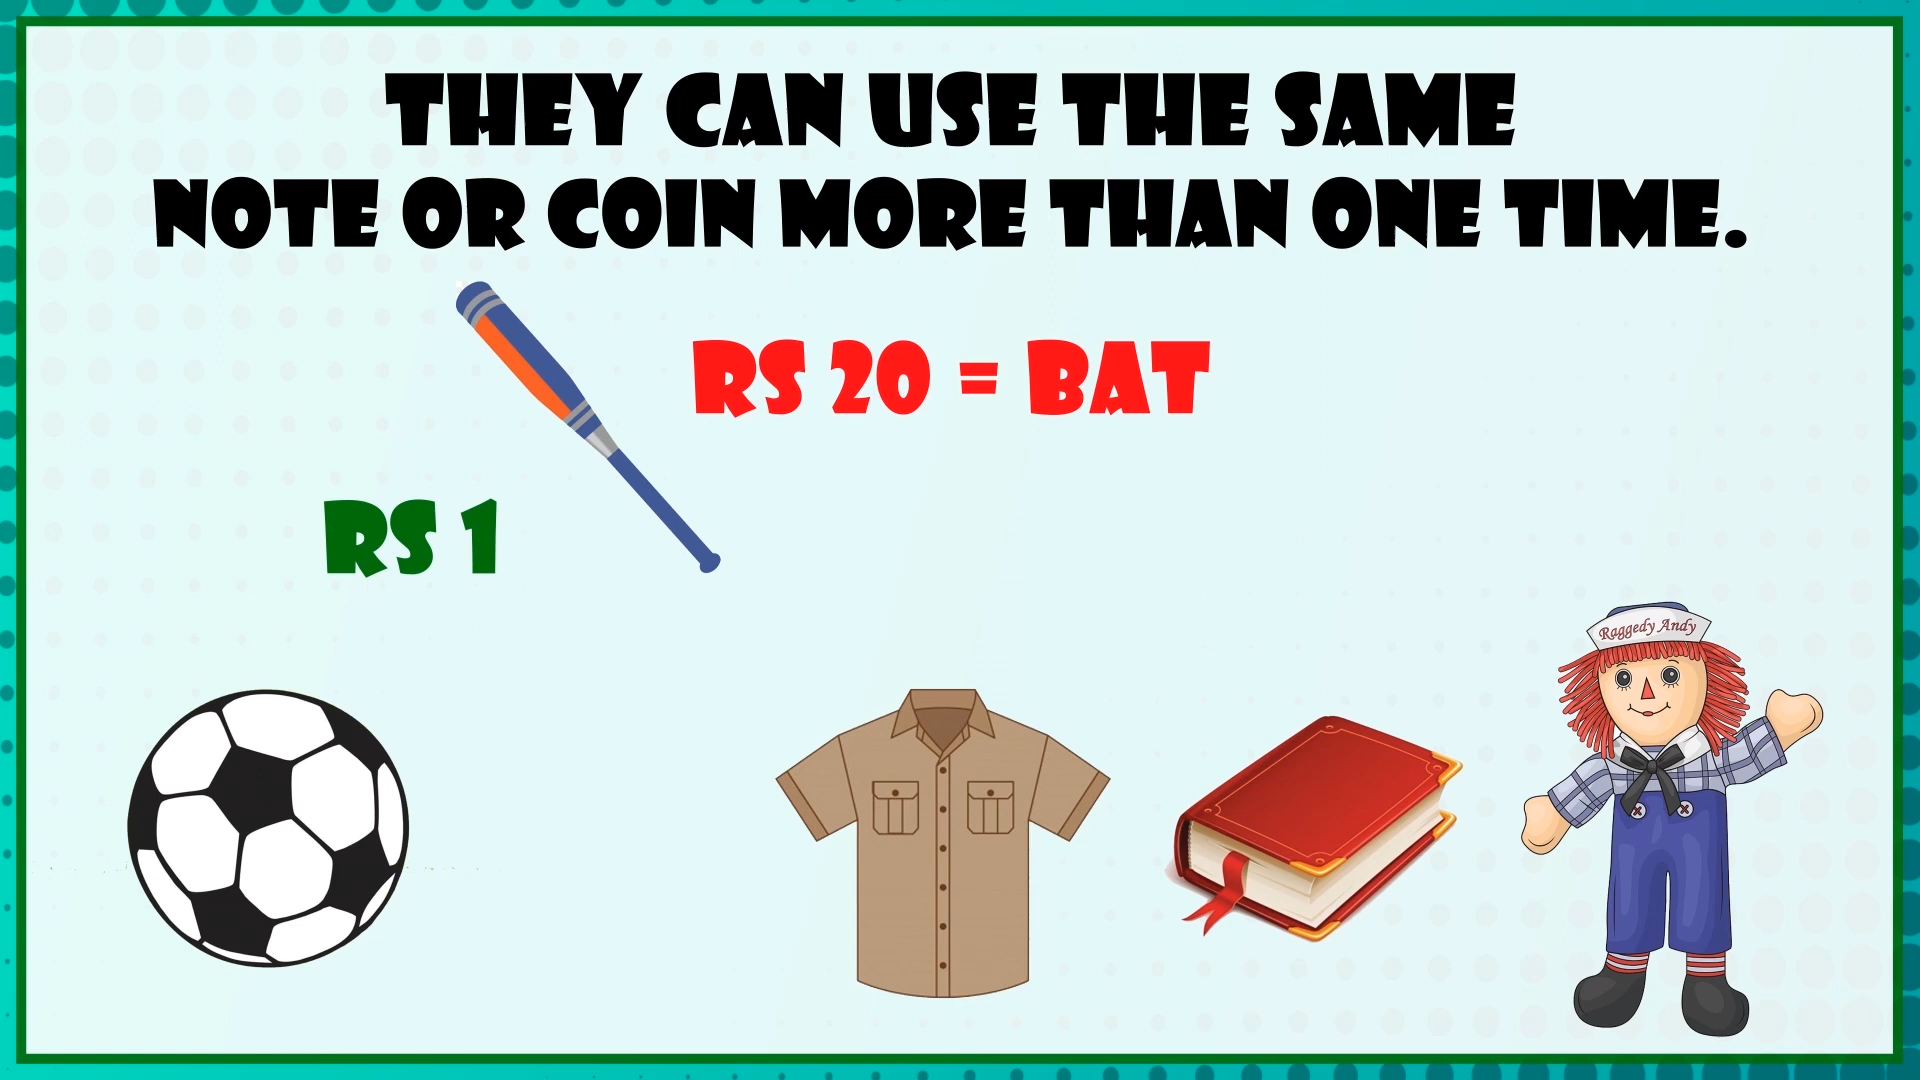 THEY CAN USE THE SAME
NOTE OR COIN MORE THAN ONE TIME.
RS 20 = BAT
RS 1
Raggedy Andy